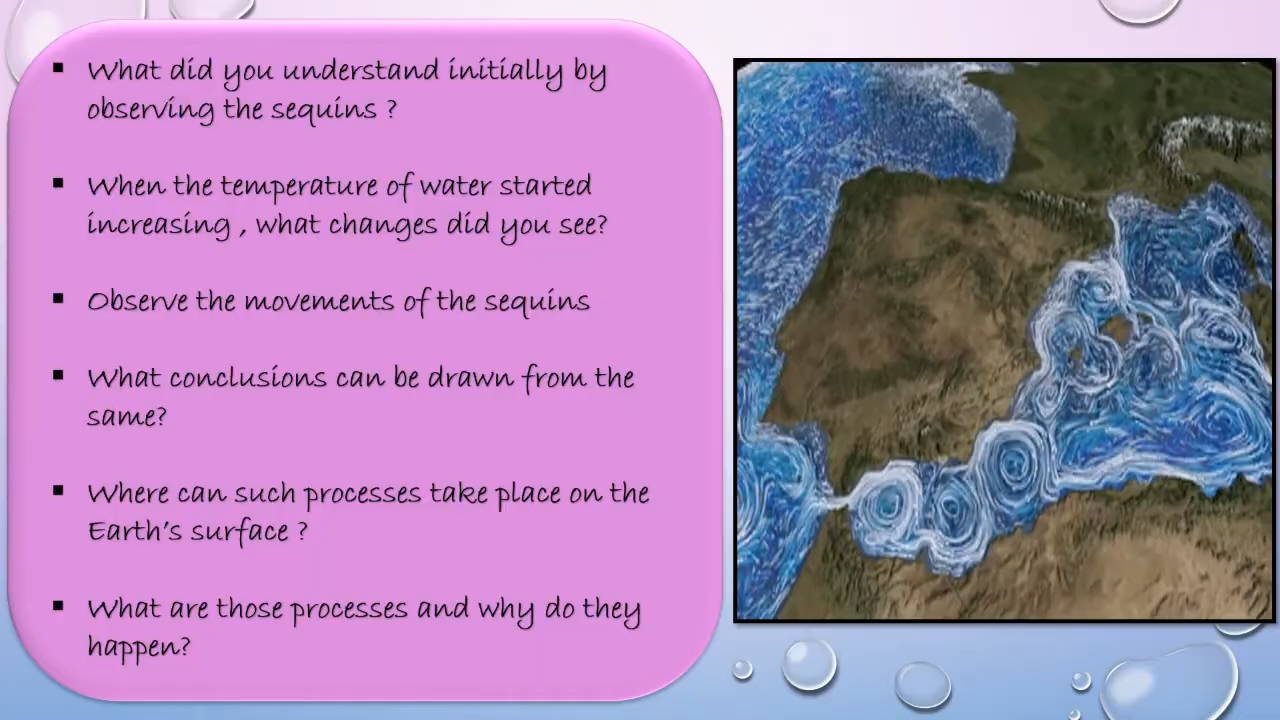 ▪ What did you understand initially by
observing the sequins ?
▪ When the temperature of water started
increasing , what changes did you see?
▪ Observe the movements of the sequins
▪ What conclusions can be drawn from the
same?
▪ Where can such processes take place on the
Earth's surface ?
▪ What are those processes and why do they
happen?